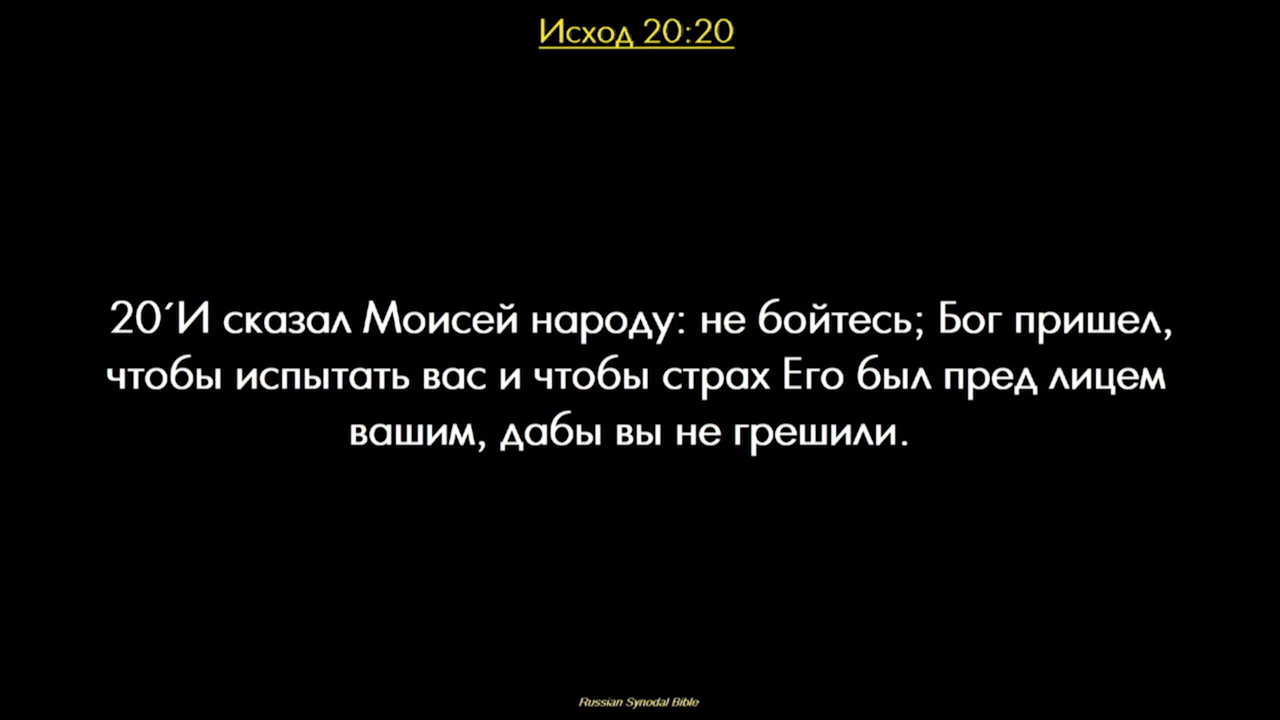 Исход 20:20
20´И сказал Моисей народу: не бойтесь; Бог пришел,
чтобы испытать вас и чтобы страх Его был пред лицем
вашим, дабы вы не грешили.
Russian Synodal Bible